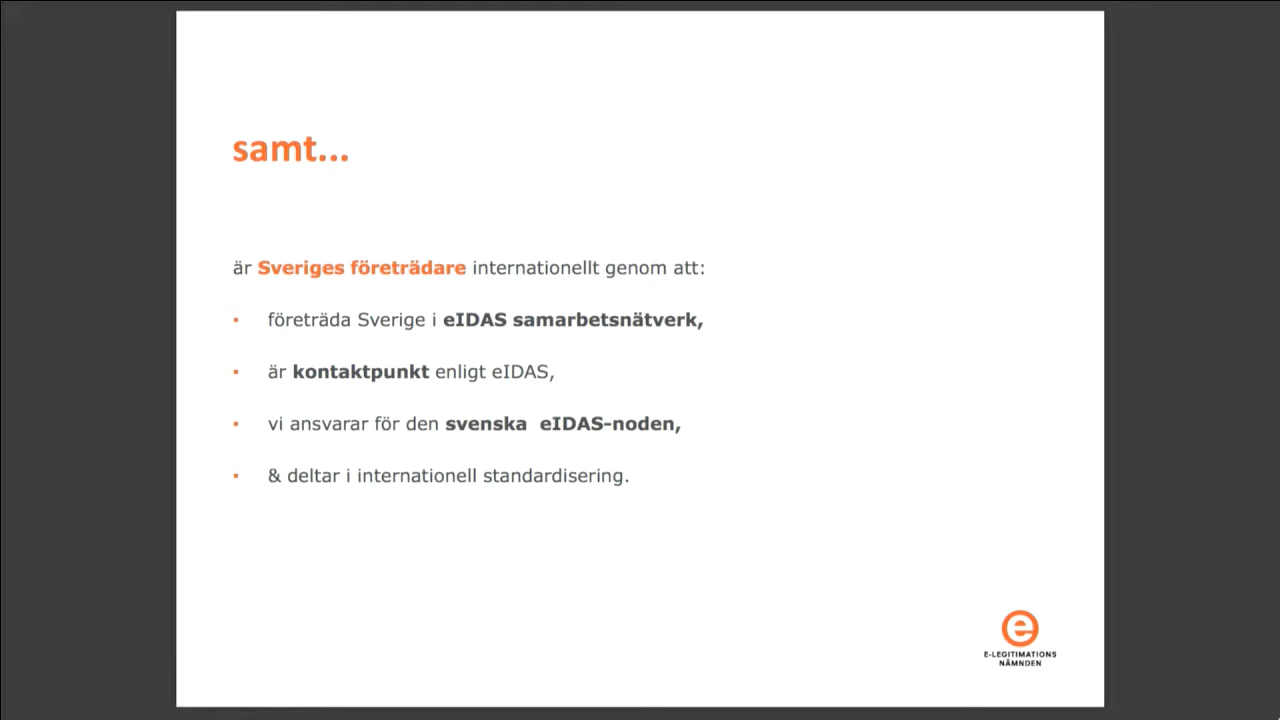 samt...
är Sveriges företrädare internationellt genom att:
• företräda Sverige i eIDAS samarbetsnätverk,
• är kontaktpunkt enligt eIDAS,
• vi ansvarar för den svenska  eIDAS-noden,
• & deltar i internationell standardisering.
e
E-LEGITIMATIONS
NÄMNDEN